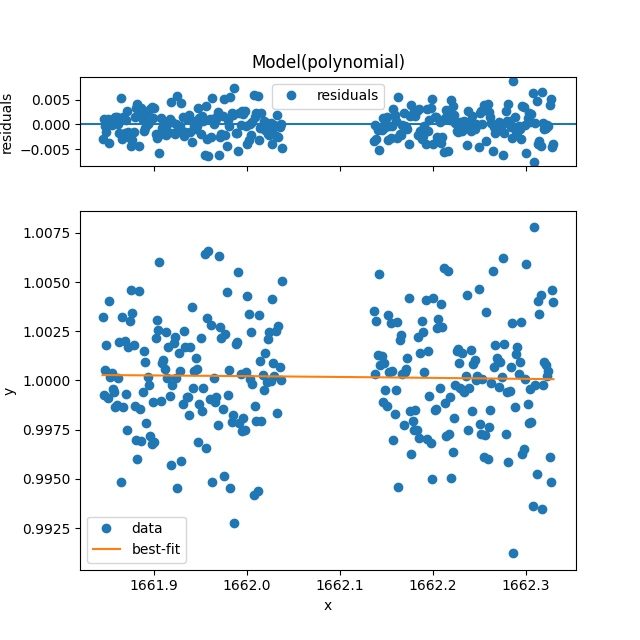 Model(polynomial)
residuals
0.005
0.000
−0.005
residuals
y
1.0075
1.0050
1.0025
1.0000
0.9975
0.9950
0.9925
data
best-fit
1661.9 1662.0 1662.1 1662.2 1662.3
x